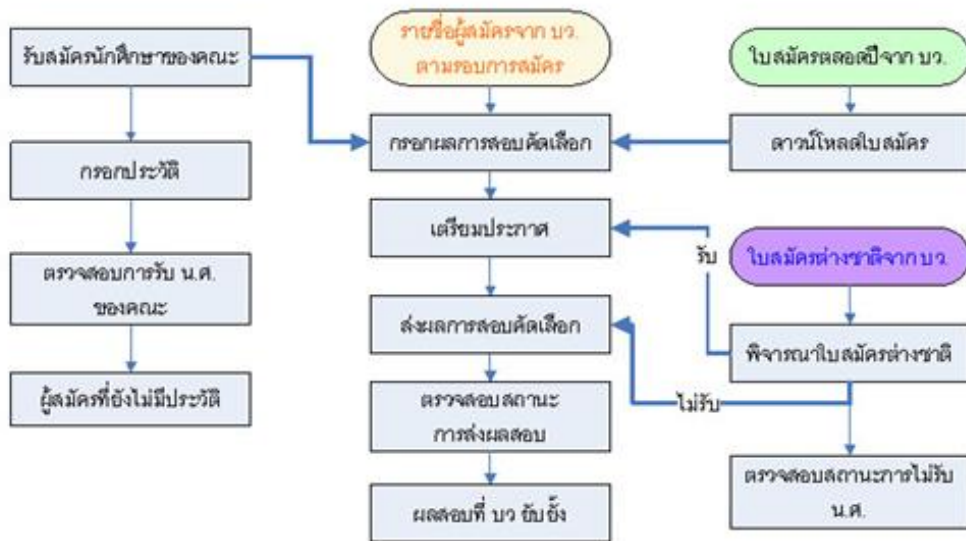 รับสมัครนักศึกษาของคณะ
กรอกประวัติ
ตรวจสอบการรับ น.ศ.
ของคณะ
ผู้สมัครที่ยังไม่มีประวัติ
รายชื่อผู้สมัครจาก บว.
ตามรอบการสมัคร
กรอกผลการสอบคัดเลือก
เตรียมประกาศ
ส่งผลการสอบคัดเลือก
ตรวจสอบสถานะ
การส่งผลสอบ
ผลสอบที่ บว ยับยั้ง
ใบสมัครตลอดปีจาก บว.
ดาวน์โหลดใบสมัคร
ใบสมัครต่างชาติจาก บว.
รับ
พิจารณาใบสมัครต่างชาติ
ไม่รับ
ตรวจสอบสถานะการไม่รับ
น.ศ.